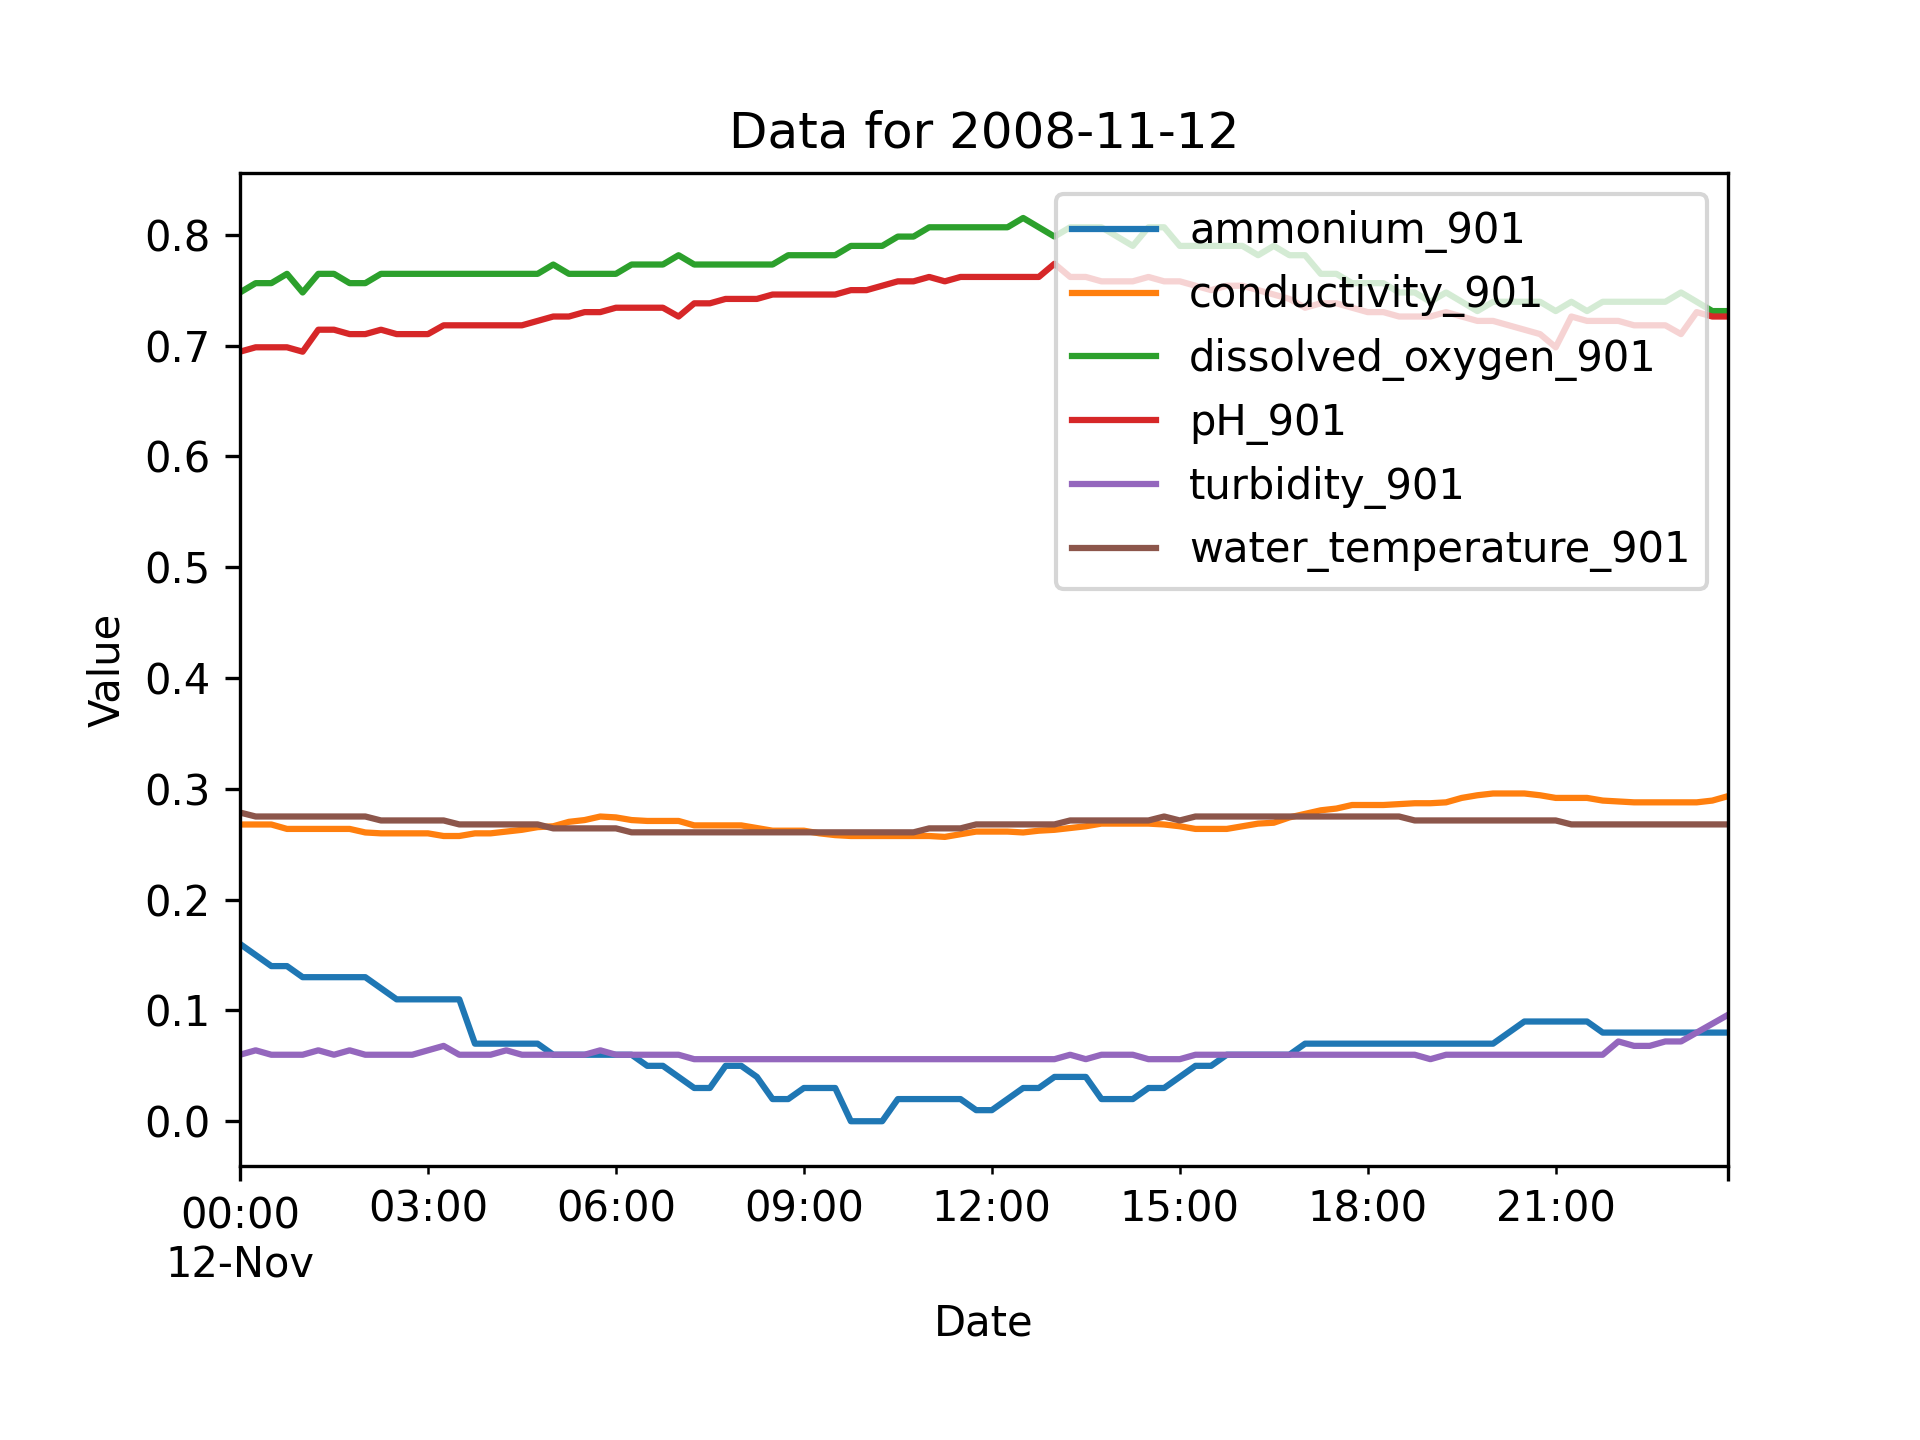 Data for 2008-11-12
ammonium_901
conductivity_901
dissolved_oxygen_901
pH_901
turbidity_901
water_temperature_901
Value
0.8
0.7
0.6
0.5
0.4
0.3
0.2
0.1
0.0
00:00 03:00 06:00 09:00 12:00 15:00 18:00 21:00
12-Nov
Date